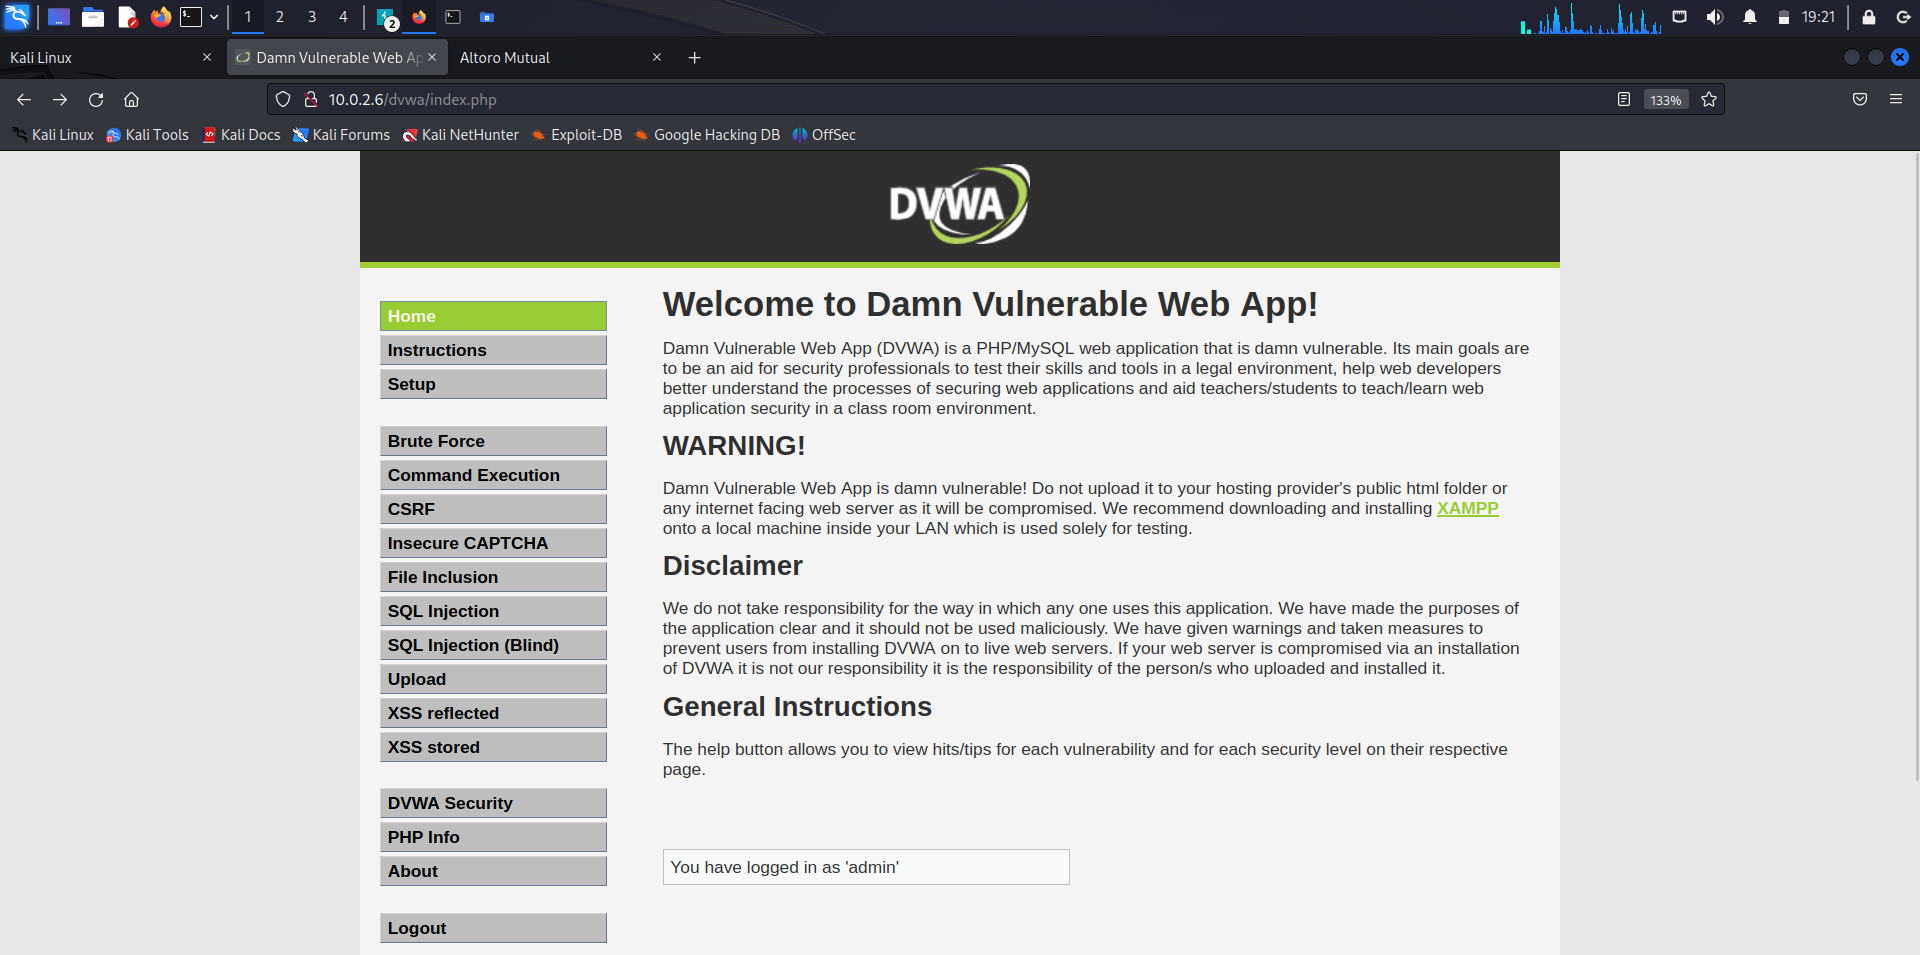 1 2 3 4 2 19:21
Kali Linux Damn Vulnerable Web Ap Altoro Mutual
10.0.2.6/dvwa/index.php 133%
Kali Linux Kali Tools Kali Docs Kali Forums Kali NetHunter Exploit-DB Google Hacking DB OffSec
DVWA
Home
Instructions
Setup
Brute Force
Command Execution
CSRF
Insecure CAPTCHA
File Inclusion
SQL Injection
SQL Injection (Blind)
Upload
XSS reflected
XSS stored
DVWA Security
PHP Info
About
Logout
Welcome to Damn Vulnerable Web App!
Damn Vulnerable Web App (DVWA) is a PHP/MySQL web application that is damn vulnerable. Its main goals are
to be an aid for security professionals to test their skills and tools in a legal environment, help web developers
better understand the processes of securing web applications and aid teachers/students to teach/learn web
application security in a class room environment.
WARNING!
Damn Vulnerable Web App is damn vulnerable! Do not upload it to your hosting provider's public html folder or
any internet facing web server as it will be compromised. We recommend downloading and installing XAMPP
onto a local machine inside your LAN which is used solely for testing.
Disclaimer
We do not take responsibility for the way in which any one uses this application. We have made the purposes of
the application clear and it should not be used maliciously. We have given warnings and taken measures to
prevent users from installing DVWA on to live web servers. If your web server is compromised via an installation
of DVWA it is not our responsibility it is the responsibility of the person/s who uploaded and installed it.
General Instructions
The help button allows you to view hits/tips for each vulnerability and for each security level on their respective
page.
You have logged in as 'admin'